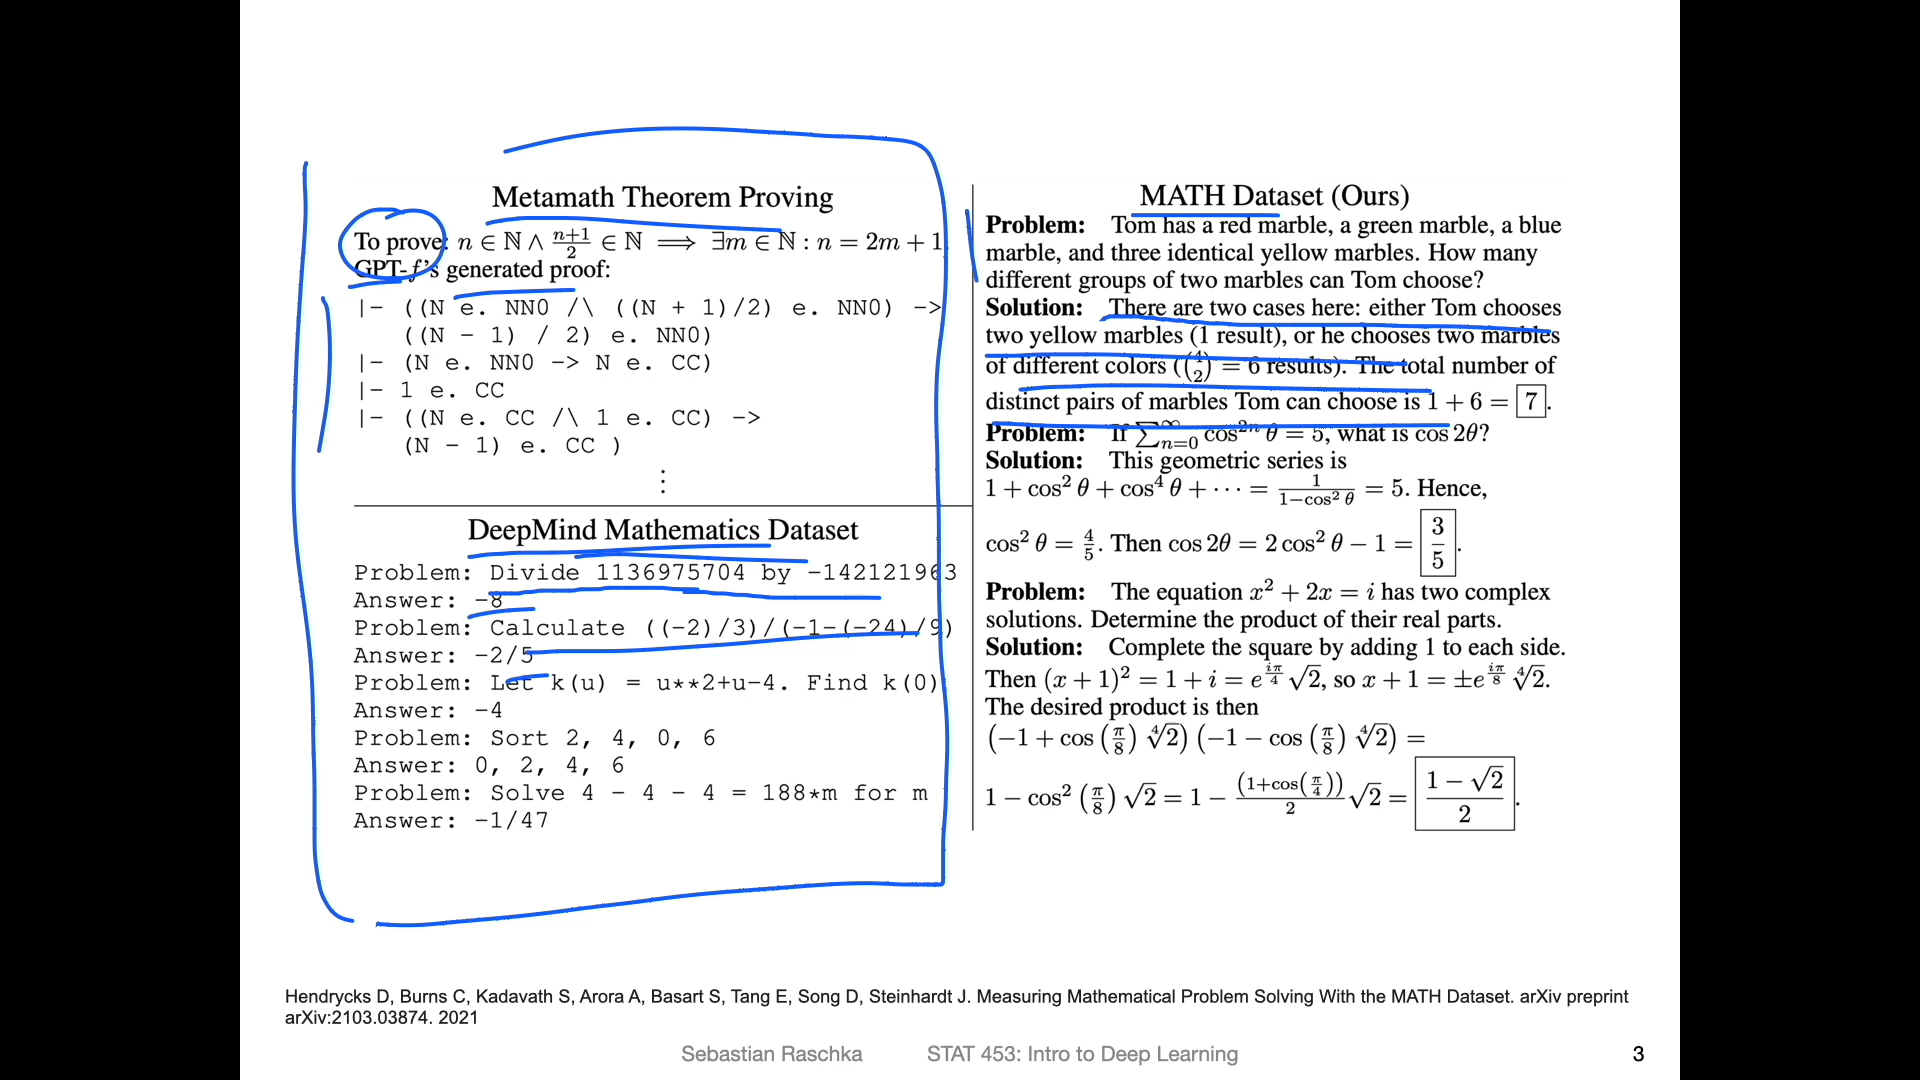 Metamath Theorem Proving
To prove: n ∈ ℕ ∧ (n+1)/2 ∈ ℕ ⟹ ∃m ∈ ℕ : n = 2m + 1
GPT-f's generated proof:
|- ((N e. NN0 /\ ((N + 1)/2) e. NN0) ->
((N - 1) / 2) e. NN0)
|- (N e. NN0 -> N e. CC)
|- 1 e. CC
|- ((N e. CC /\ 1 e. CC) ->
(N - 1) e. CC )
⋮
DeepMind Mathematics Dataset
Problem: Divide 1136975704 by -142121963
Answer: -8
Problem: Calculate ((-2)/3)/(-1-(-24)/9)
Answer: -2/5
Problem: Let k(u) = u**2+u-4. Find k(0)
Answer: -4
Problem: Sort 2, 4, 0, 6
Answer: 0, 2, 4, 6
Problem: Solve 4 - 4 - 4 = 188*m for m
Answer: -1/47
MATH Dataset (Ours)
Problem: Tom has a red marble, a green marble, a blue
marble, and three identical yellow marbles. How many
different groups of two marbles can Tom choose?
Solution: There are two cases here: either Tom chooses
two yellow marbles (1 result), or he chooses two marbles
of different colors ((4 2) = 6 results). The total number of
distinct pairs of marbles Tom can choose is 1 + 6 = 7.
Problem: If ∑_{n=0}^{∞} cos^{2n} θ = 5, what is cos 2θ?
Solution: This geometric series is
1 + cos² θ + cos⁴ θ + ⋯ = 1/(1−cos² θ) = 5. Hence,
cos² θ = 4/5. Then cos 2θ = 2 cos² θ − 1 = 3/5.
Problem: The equation x² + 2x = i has two complex
solutions. Determine the product of their real parts.
Solution: Complete the square by adding 1 to each side.
Then (x + 1)² = 1 + i = e^{iπ/4} √2, so x + 1 = ±e^{iπ/8} ∜2.
The desired product is then
(−1 + cos (π/8) ∜2) (−1 − cos (π/8) ∜2) =
1 − cos² (π/8) √2 = 1 − (1+cos(π/4))/2 √2 = (1 − √2)/2.
Hendrycks D, Burns C, Kadavath S, Arora A, Basart S, Tang E, Song D, Steinhardt J. Measuring Mathematical Problem Solving With the MATH Dataset. arXiv preprint
arXiv:2103.03874. 2021
Sebastian Raschka STAT 453: Intro to Deep Learning 3